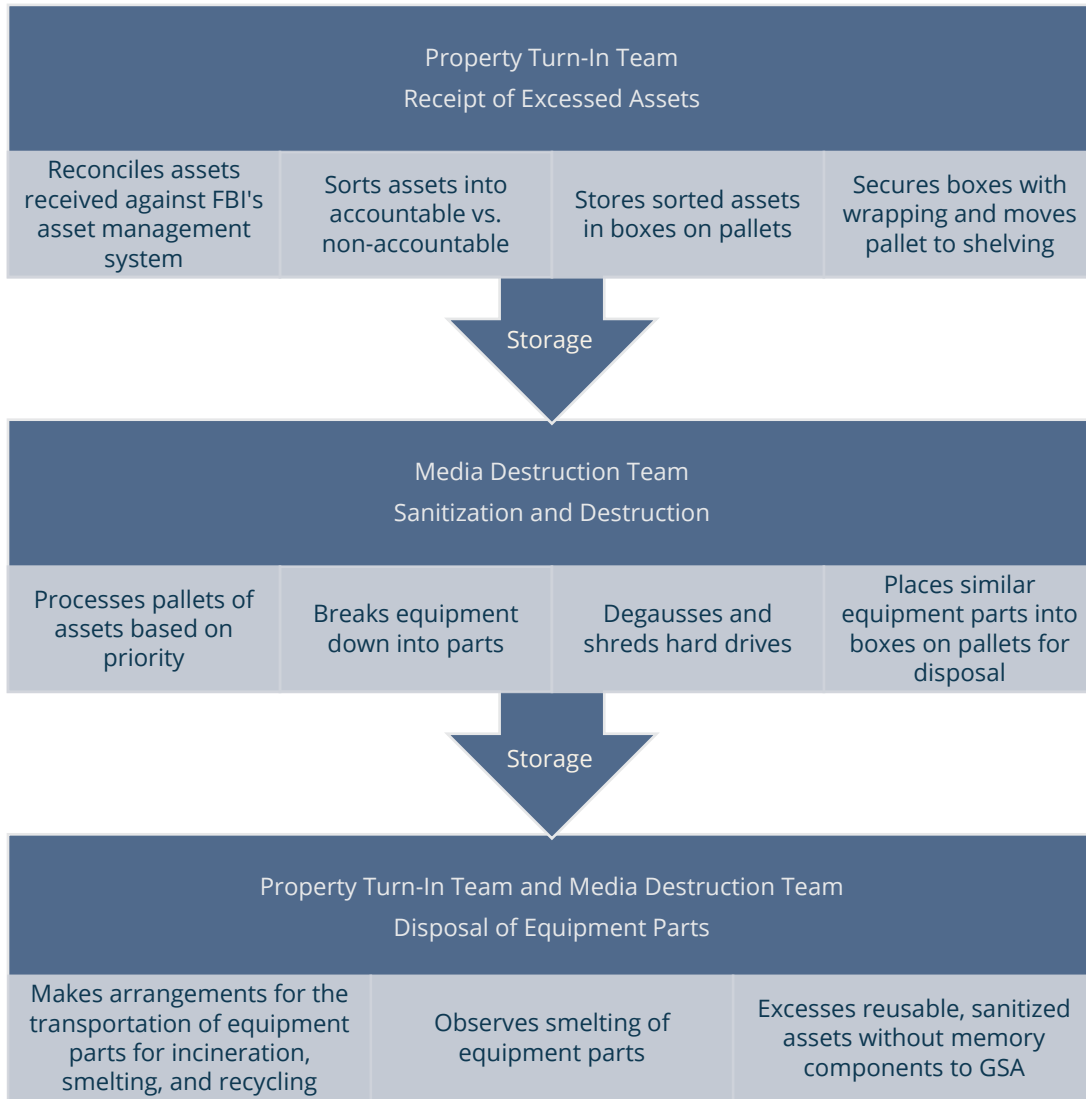 Property Turn-In Team
Receipt of Excessed Assets
Reconciles assets
received against FBI's
asset management
system
Sorts assets into
accountable vs.
non-accountable
Stores sorted assets
in boxes on pallets
Secures boxes with
wrapping and moves
pallet to shelving
Storage
Media Destruction Team
Sanitization and Destruction
Processes pallets of
assets based on
priority
Breaks equipment
down into parts
Degausses and
shreds hard drives
Places similar
equipment parts into
boxes on pallets for
disposal
Storage
Property Turn-In Team and Media Destruction Team
Disposal of Equipment Parts
Makes arrangements for the
transportation of equipment
parts for incineration,
smelting, and recycling
Observes smelting of
equipment parts
Excesses reusable, sanitized
assets without memory
components to GSA